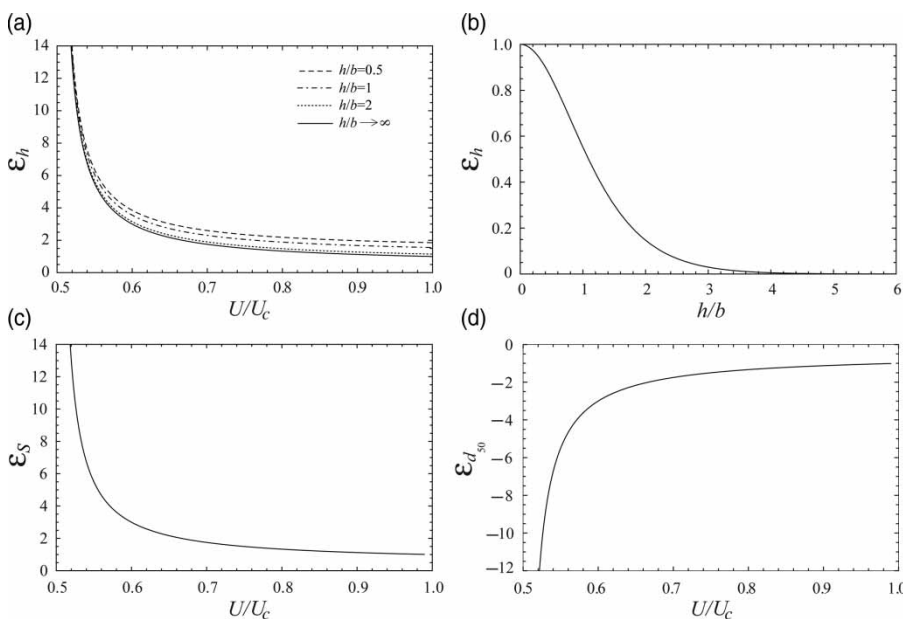 (a)
14
12
10
8
6
4
2
0
εh
h/b=0.5
h/b=1
h/b=2
h/b→∞
0.5 0.6 0.7 0.8 0.9 1.0
U/Uc
(b)
1.0
0.8
0.6
0.4
0.2
0
εh
0 1 2 3 4 5 6
h/b
(c)
14
12
10
8
6
4
2
0
εS
0.5 0.6 0.7 0.8 0.9 1.0
U/Uc
(d)
0
−2
−4
−6
−8
−10
−12
εd50
0.5 0.6 0.7 0.8 0.9 1.0
U/Uc